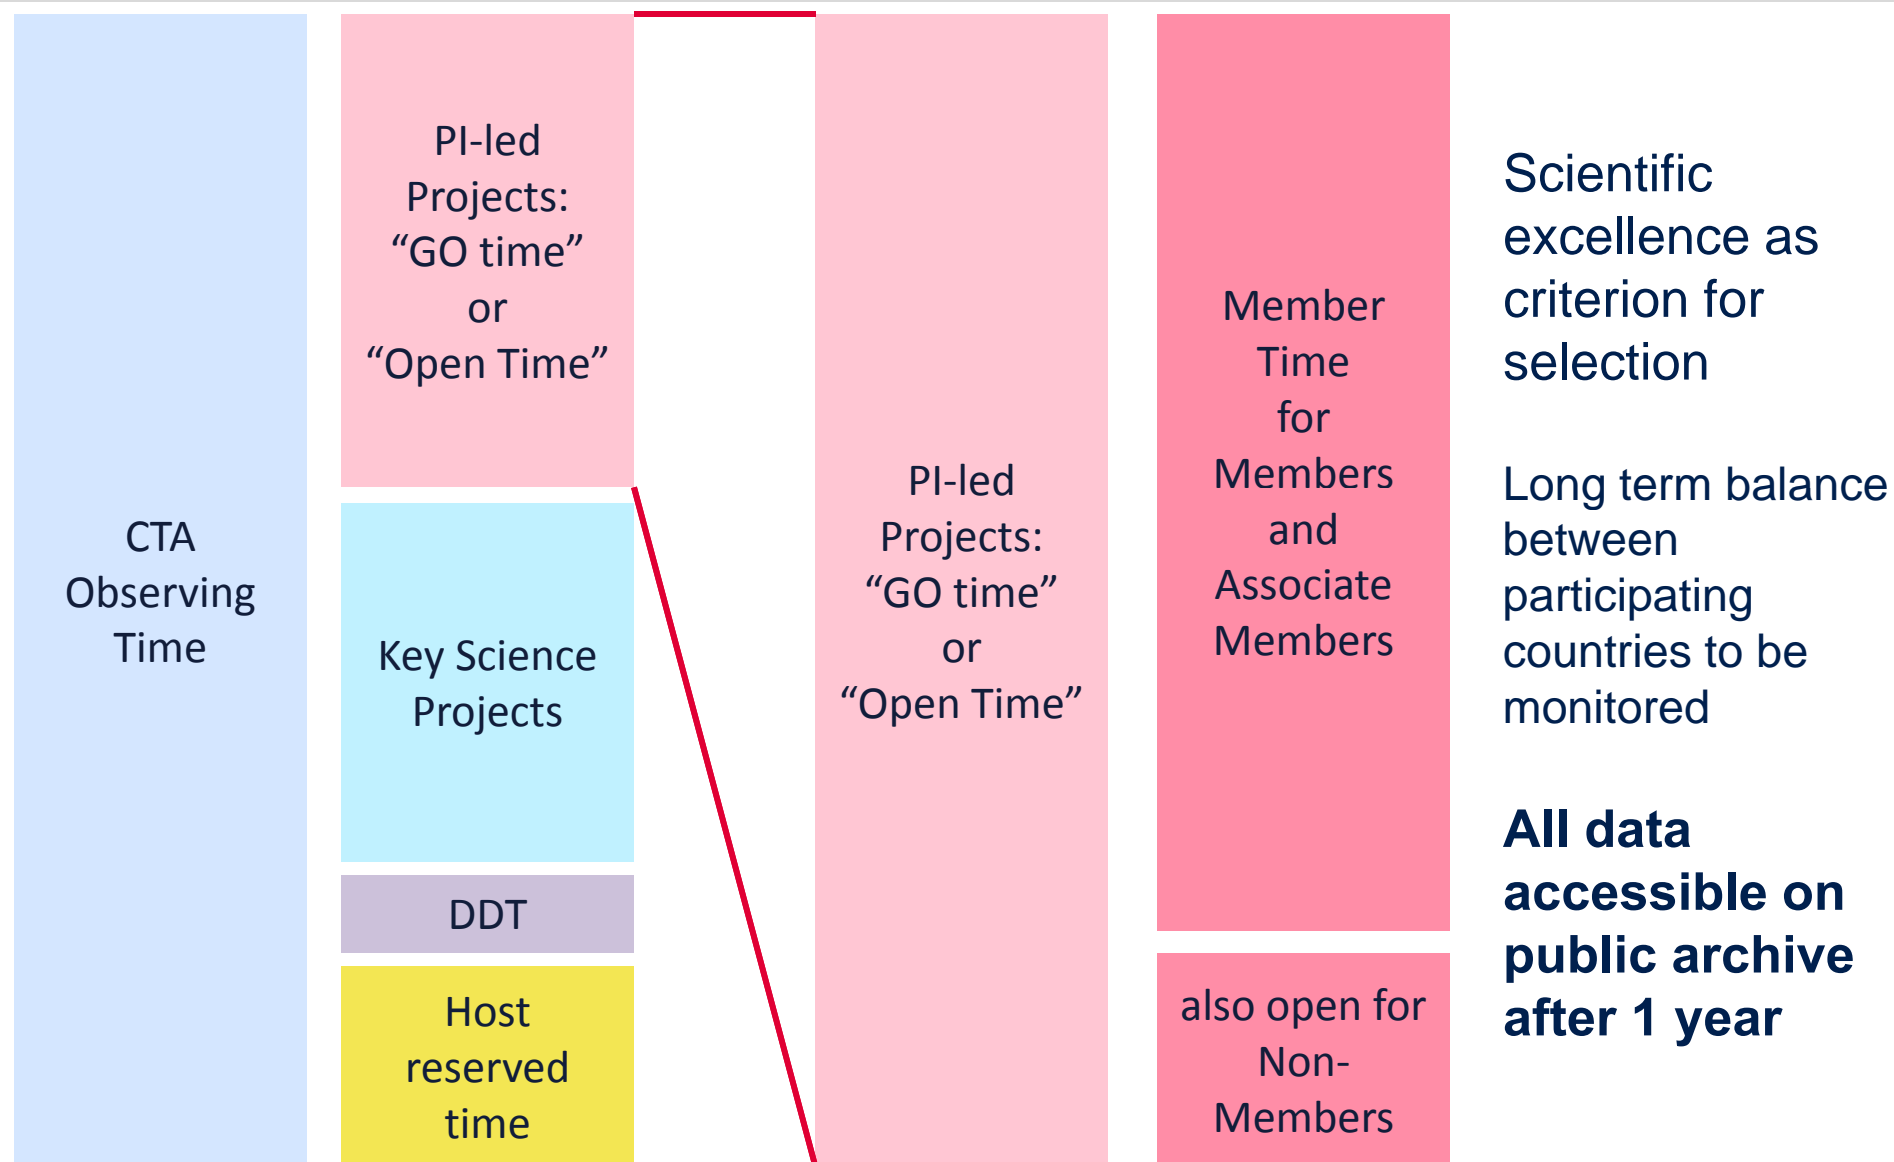 CTA
Observing
Time
PI-led
Projects:
“GO time”
or
“Open Time”
Key Science
Projects
DDT
Host
reserved
time
PI-led
Projects:
“GO time”
or
“Open Time”
Member
Time
for
Members
and
Associate
Members
also open for
Non-
Members
Scientific
excellence as
criterion for
selection
Long term balance
between
participating
countries to be
monitored
All data
accessible on
public archive
after 1 year